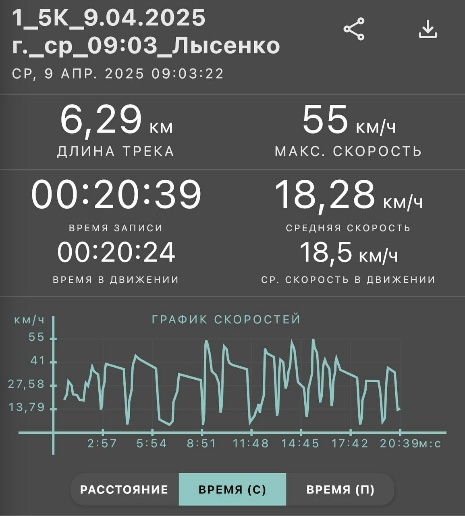 1_5К_9.04.2025
г._ср_09:03_Лысенко
СР, 9 АПР. 2025 09:03:22
6,29 км
55 км/ч
ДЛИНА ТРЕКА
МАКС. СКОРОСТЬ
00:20:39
18,28 км/ч
ВРЕМЯ ЗАПИСИ
СРЕДНЯЯ СКОРОСТЬ
00:20:24
18,5 км/ч
ВРЕМЯ В ДВИЖЕНИИ
СР. СКОРОСТЬ В ДВИЖЕНИИ
км/ч
ГРАФИК СКОРОСТЕЙ
55
41
27,58
13,79
2:57 5:54 8:51 11:48 14:45 17:42 20:39м:с
РАССТОЯНИЕ ВРЕМЯ (С) ВРЕМЯ (П)